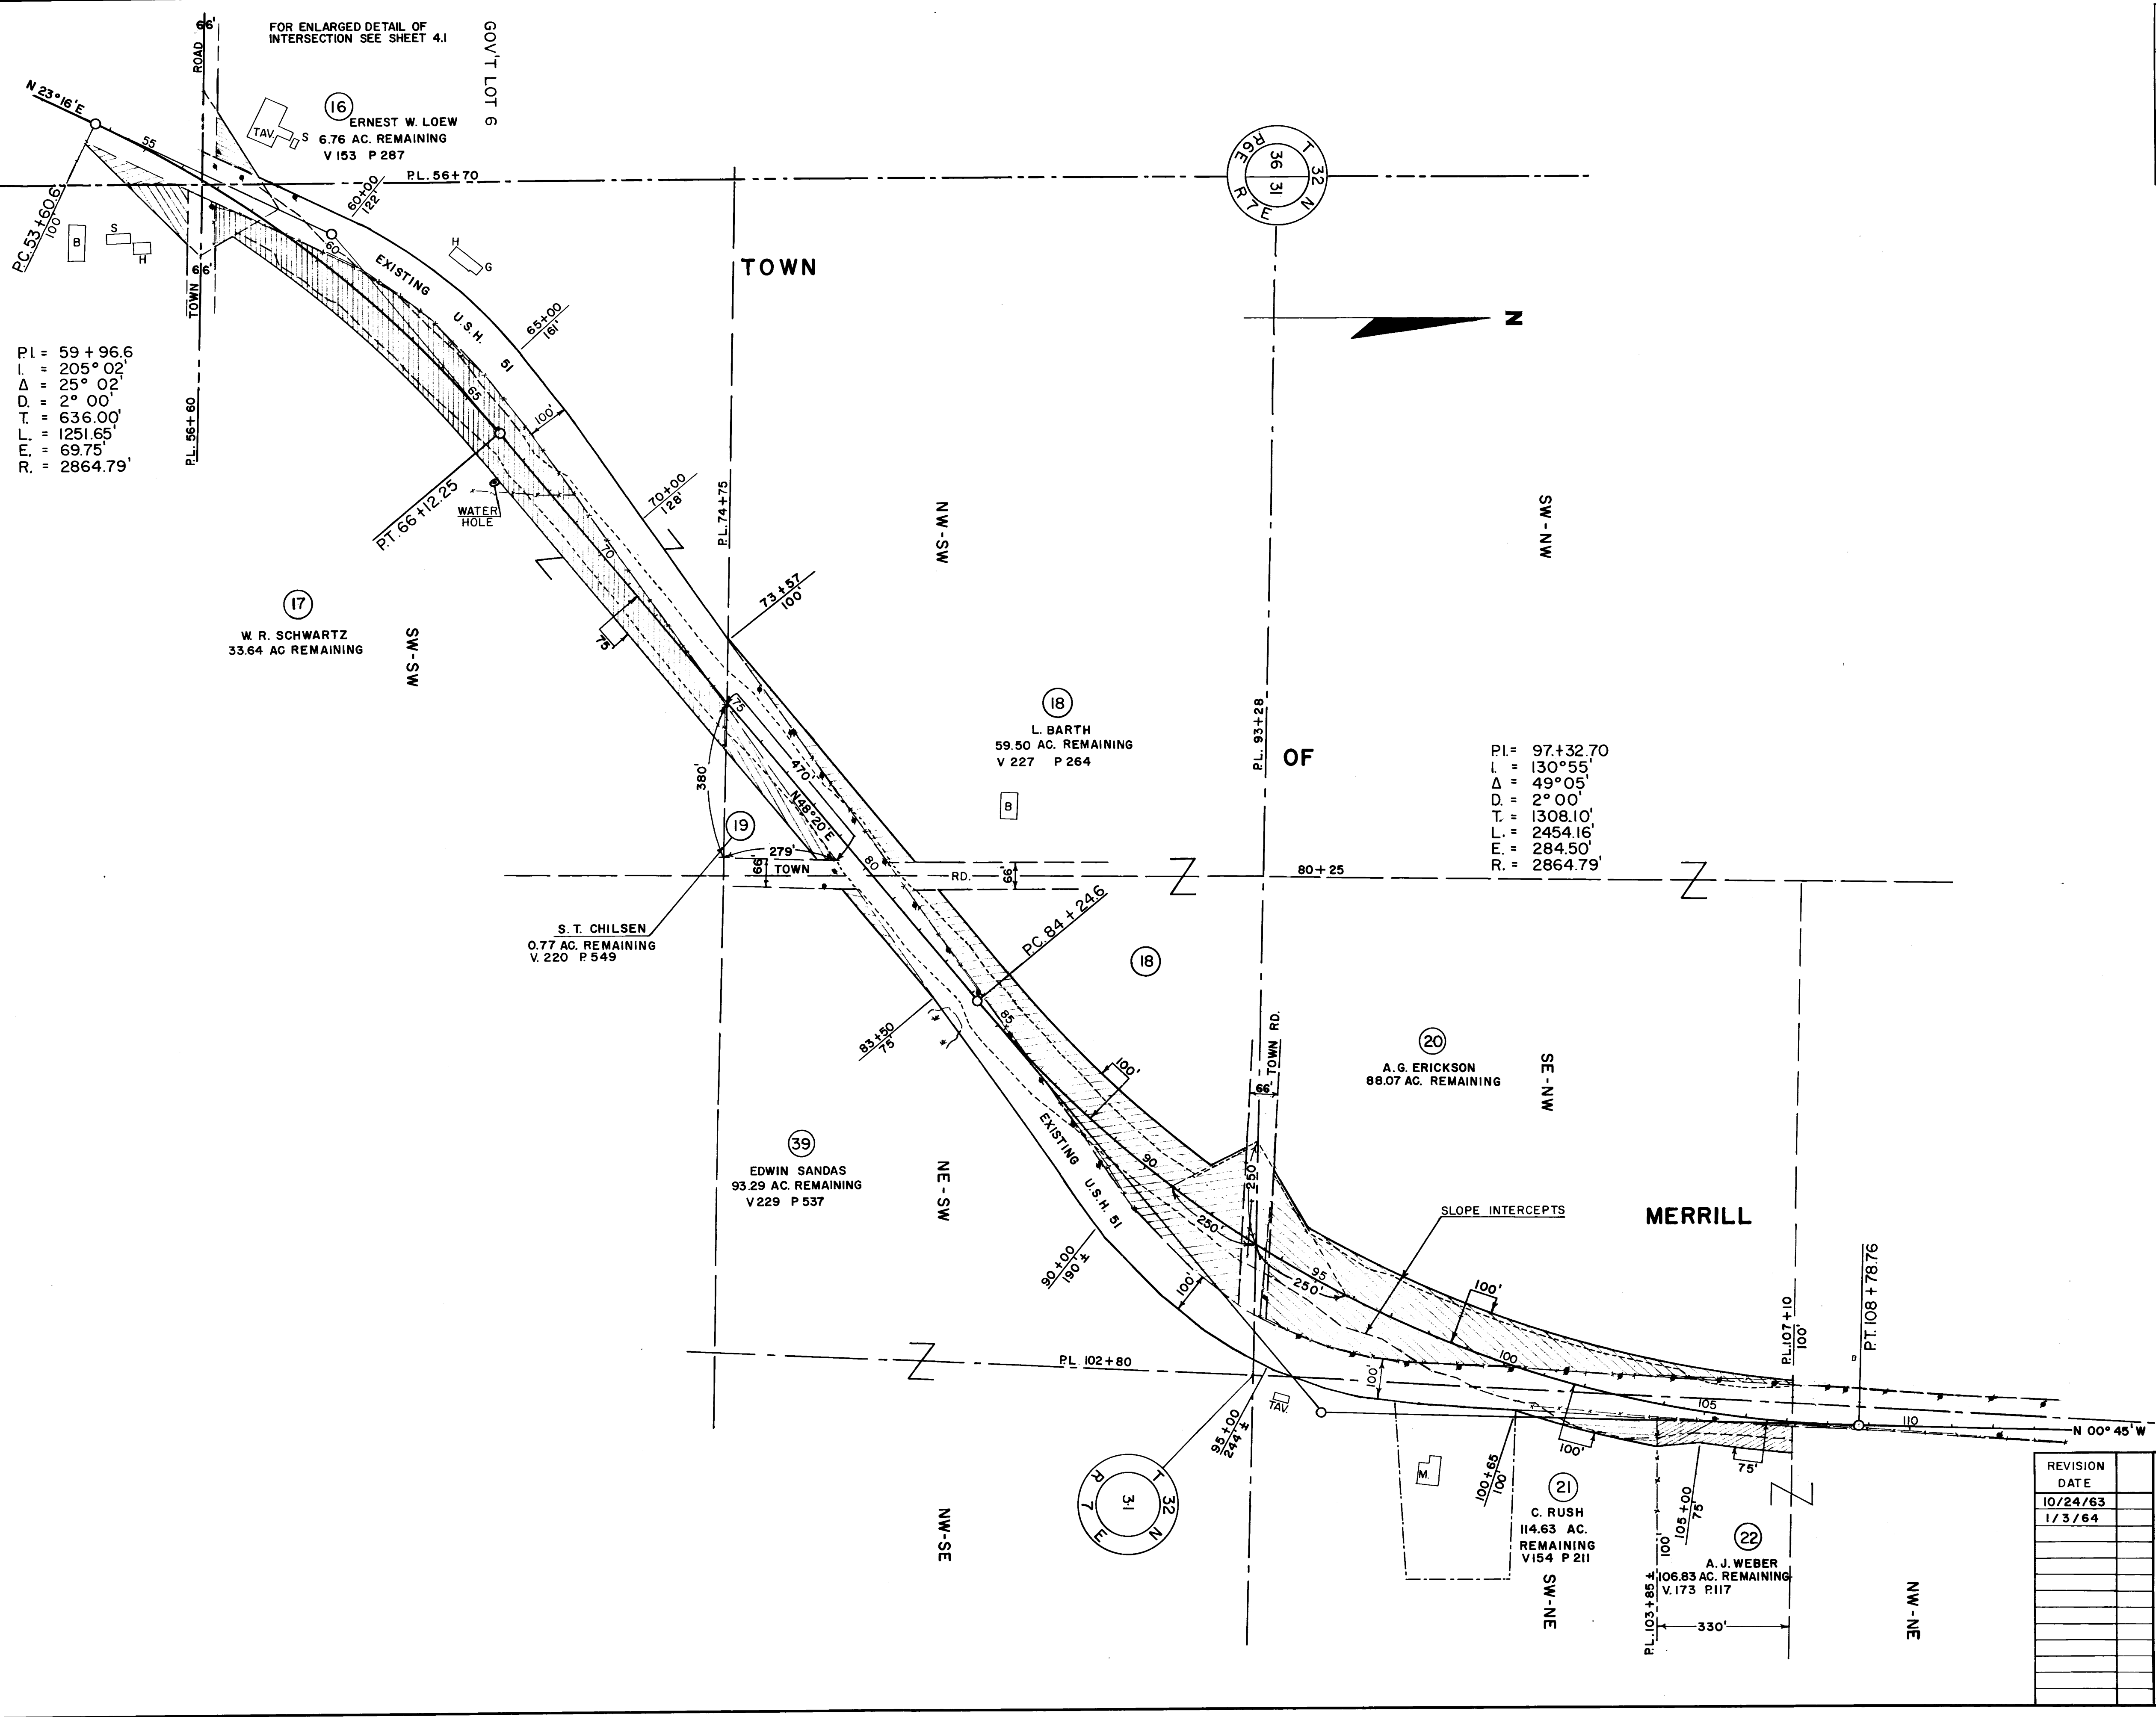 66'
ROAD
FOR ENLARGED DETAIL OF
INTERSECTION SEE SHEET 4.1
GOV'T LOT 6
N 23°16'E
55
16
ERNEST W. LOEW
6.76 AC. REMAINING
V 153 P 287
TAV.
S
P.L. 56+70
60+00
122'
P.C. 53+60.6
100'
B
S
H
66'
TOWN
P.L. 56+60
60
EXISTING
U.S.H.
51
H
G
65+00
161'
TOWN
T 32 N
R6E
R7E
36
31
N
P.I. = 59 + 96.6
I. = 205° 02'
Δ = 25° 02'
D. = 2° 00'
T. = 636.00'
L. = 1251.65'
E. = 69.75'
R. = 2864.79'
65
100'
P.T. 66+12.25
WATER
HOLE
70+00
128'
P.L. 74+75
NW-SW
SW-NW
70
73+57
100'
75'
17
W. R. SCHWARTZ
33.64 AC REMAINING
SW-SW
75
380'
470'
N48°20'E
18
L. BARTH
59.50 AC. REMAINING
V 227 P 264
B
P.L. 93+28
OF
P.I. = 97.+32.70
I. = 130°55'
Δ = 49°05'
D. = 2° 00'
T. = 1308.10'
L. = 2454.16'
E. = 284.50'
R. = 2864.79'
19
279'
66'
TOWN
80
RD.
66'
80+25
S. T. CHILSEN
0.77 AC. REMAINING
V. 220 P. 549
P.C. 84 + 24.6
18
83+50
75'
85
100'
TOWN RD.
66'
20
A.G. ERICKSON
88.07 AC. REMAINING
SE-NW
39
EDWIN SANDAS
93.29 AC. REMAINING
V 229 P 537
NE-SW
EXISTING
U.S.H. 51
90
250'
250'
250'
95
SLOPE INTERCEPTS
MERRILL
90+00
190'±
100'
100'
P.L. 107+10
100'
P.T. 108+78.76
P.L. 102+80
100'
100
105
110
N 00° 45' W
TAV.
95+00
244'±
T 32 N
R 7 E
31
M.
100+65
100'
100'
75'
105+00
75'
21
C. RUSH
114.63 AC.
REMAINING
V154 P 211
22
A. J. WEBER
106.83 AC. REMAINING
V. 173 P.117
100'
P.L. 103+85±
330'
NW-SE
SW-NE
NW-NE
REVISION
DATE
10/24/63
1/3/64